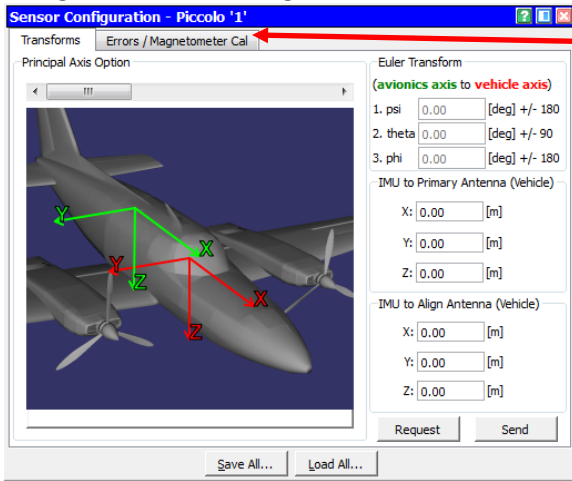 Sensor Configuration - Piccolo '1'
Transforms
Errors / Magnetometer Cal
Principal Axis Option
Y
X
Z
Y
X
Z
Euler Transform
(avionics axis to vehicle axis)
1. psi 0.00 [deg] +/- 180
2. theta 0.00 [deg] +/- 90
3. phi 0.00 [deg] +/- 180
IMU to Primary Antenna (Vehicle)
X: 0.00 [m]
Y: 0.00 [m]
Z: 0.00 [m]
IMU to Align Antenna (Vehicle)
X: 0.00 [m]
Y: 0.00 [m]
Z: 0.00 [m]
Request
Send
Save All...
Load All...